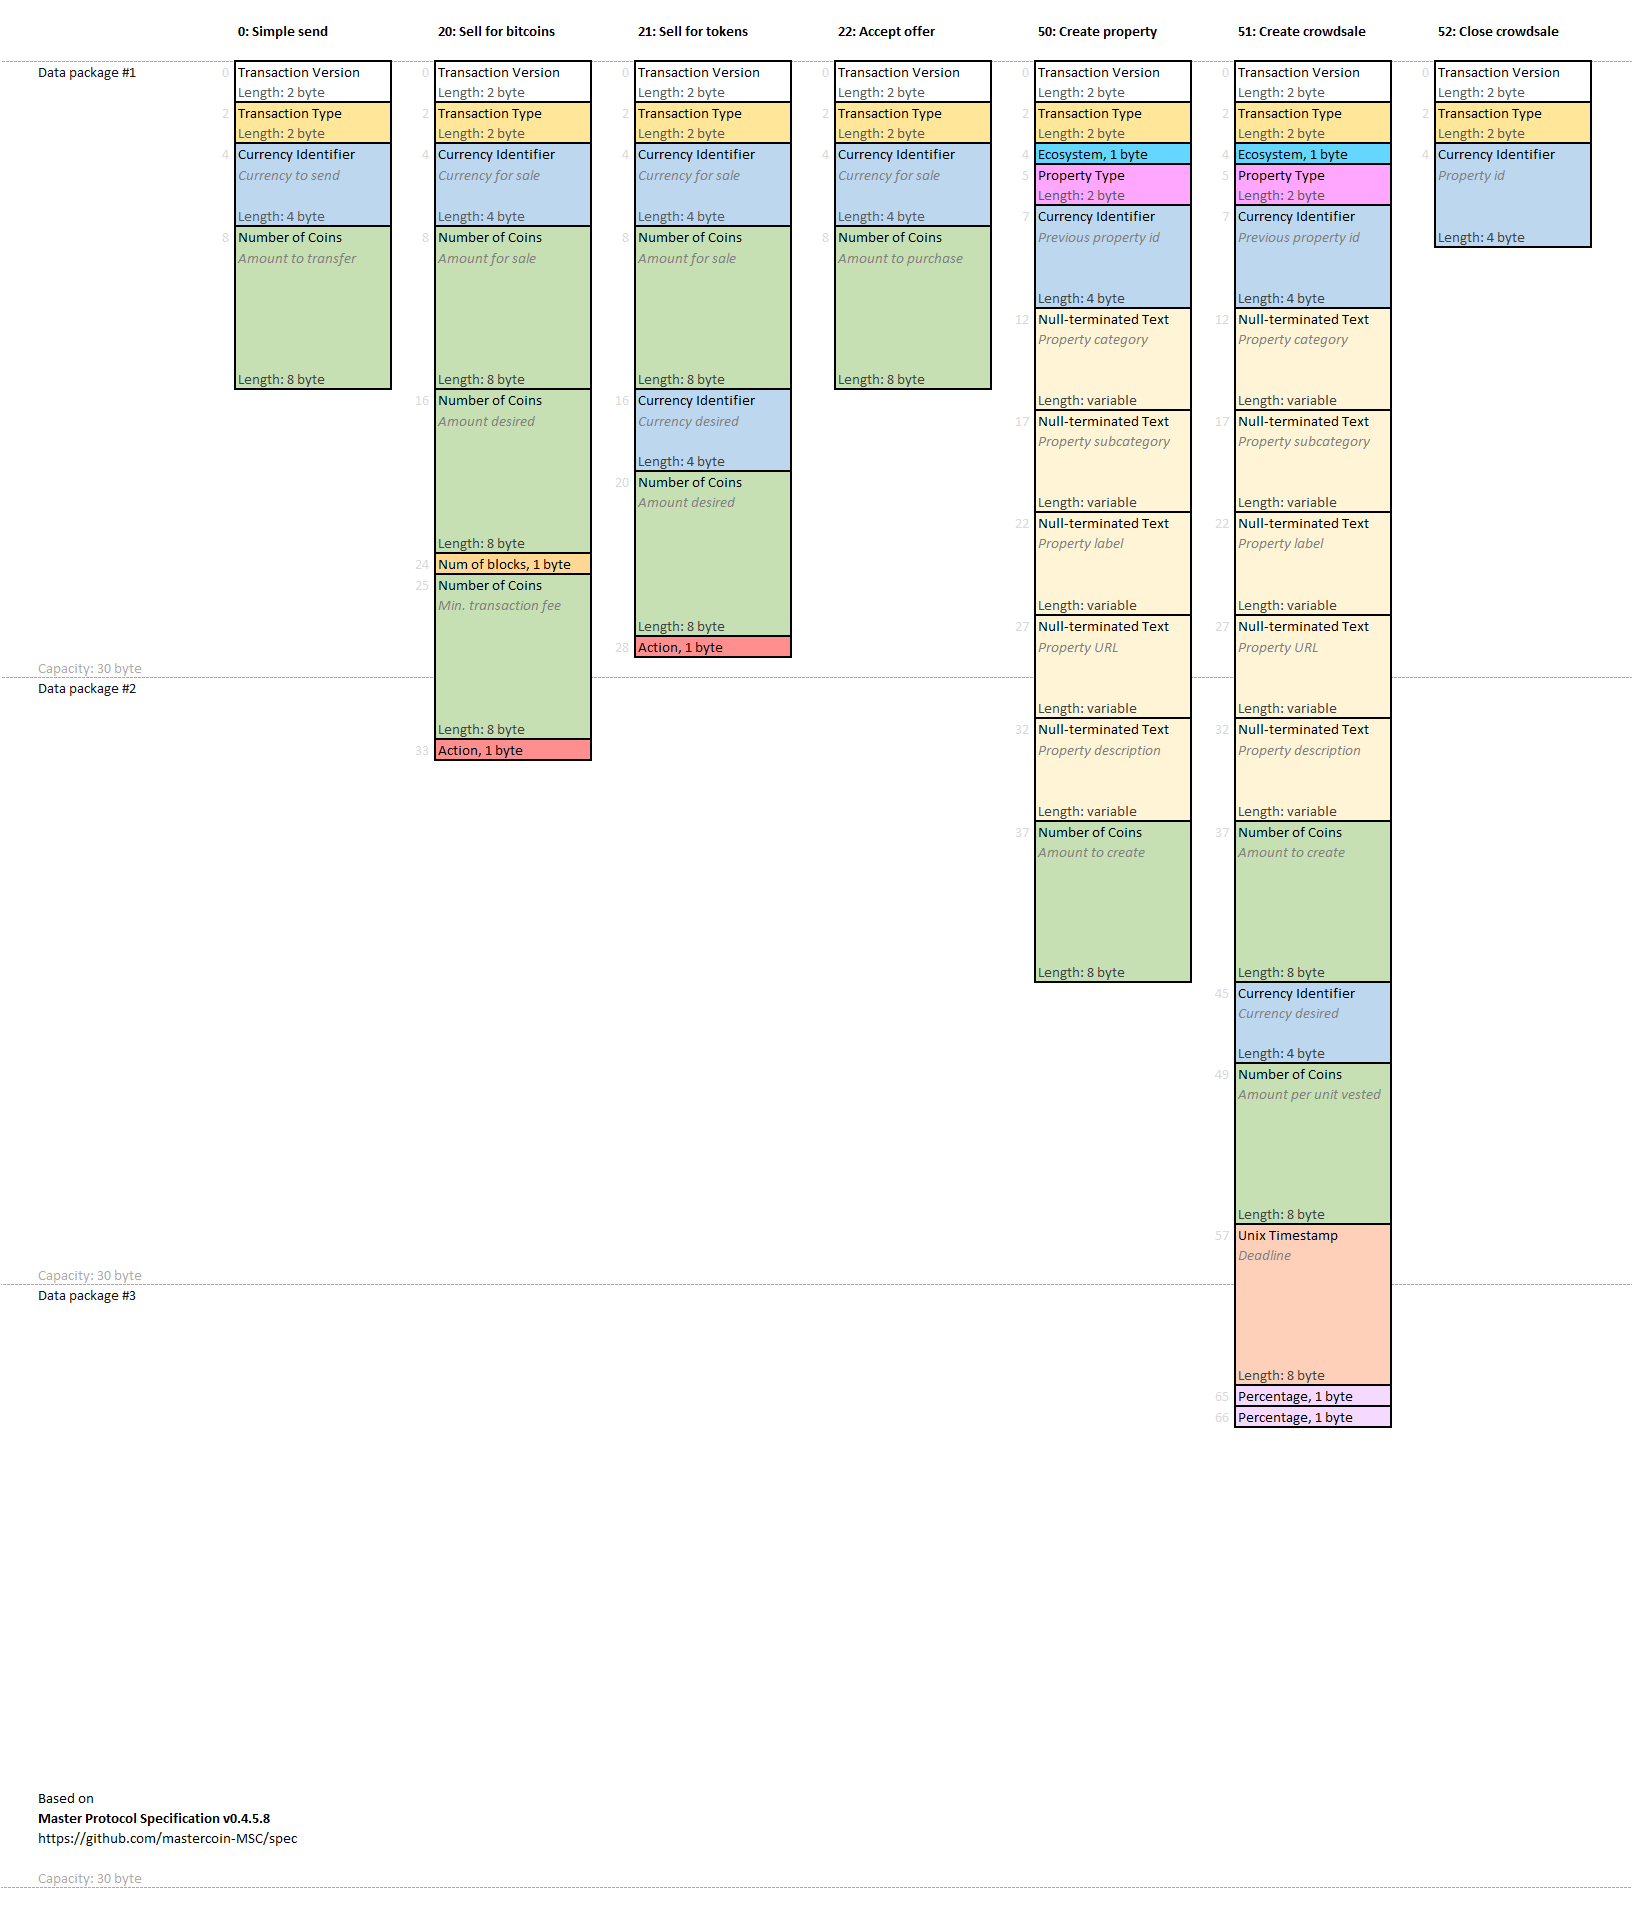 0: Simple send
20: Sell for bitcoins
21: Sell for tokens
22: Accept offer
50: Create property
51: Create crowdsale
52: Close crowdsale
Data package #1
0
Transaction Version
Length: 2 byte
2
Transaction Type
Length: 2 byte
4
Currency Identifier
Currency to send
Length: 4 byte
8
Number of Coins
Amount to transfer
Length: 8 byte
0
Transaction Version
Length: 2 byte
2
Transaction Type
Length: 2 byte
4
Currency Identifier
Currency for sale
Length: 4 byte
8
Number of Coins
Amount for sale
Length: 8 byte
16
Number of Coins
Amount desired
Length: 8 byte
24
Num of blocks, 1 byte
25
Number of Coins
Min. transaction fee
Length: 8 byte
33
Action, 1 byte
0
Transaction Version
Length: 2 byte
2
Transaction Type
Length: 2 byte
4
Currency Identifier
Currency for sale
Length: 4 byte
8
Number of Coins
Amount for sale
Length: 8 byte
16
Currency Identifier
Currency desired
Length: 4 byte
20
Number of Coins
Amount desired
Length: 8 byte
28
Action, 1 byte
0
Transaction Version
Length: 2 byte
2
Transaction Type
Length: 2 byte
4
Currency Identifier
Currency for sale
Length: 4 byte
8
Number of Coins
Amount to purchase
Length: 8 byte
0
Transaction Version
Length: 2 byte
2
Transaction Type
Length: 2 byte
4
Ecosystem, 1 byte
5
Property Type
Length: 2 byte
7
Currency Identifier
Previous property id
Length: 4 byte
12
Null-terminated Text
Property category
Length: variable
17
Null-terminated Text
Property subcategory
Length: variable
22
Null-terminated Text
Property label
Length: variable
27
Null-terminated Text
Property URL
Length: variable
32
Null-terminated Text
Property description
Length: variable
37
Number of Coins
Amount to create
Length: 8 byte
0
Transaction Version
Length: 2 byte
2
Transaction Type
Length: 2 byte
4
Ecosystem, 1 byte
5
Property Type
Length: 2 byte
7
Currency Identifier
Previous property id
Length: 4 byte
12
Null-terminated Text
Property category
Length: variable
17
Null-terminated Text
Property subcategory
Length: variable
22
Null-terminated Text
Property label
Length: variable
27
Null-terminated Text
Property URL
Length: variable
32
Null-terminated Text
Property description
Length: variable
37
Number of Coins
Amount to create
Length: 8 byte
45
Currency Identifier
Currency desired
Length: 4 byte
49
Number of Coins
Amount per unit vested
Length: 8 byte
57
Unix Timestamp
Deadline
Length: 8 byte
65
Percentage, 1 byte
66
Percentage, 1 byte
0
Transaction Version
Length: 2 byte
2
Transaction Type
Length: 2 byte
4
Currency Identifier
Property id
Length: 4 byte
Capacity: 30 byte
Data package #2
Capacity: 30 byte
Data package #3
Based on
Master Protocol Specification v0.4.5.8
https://github.com/mastercoin-MSC/spec
Capacity: 30 byte